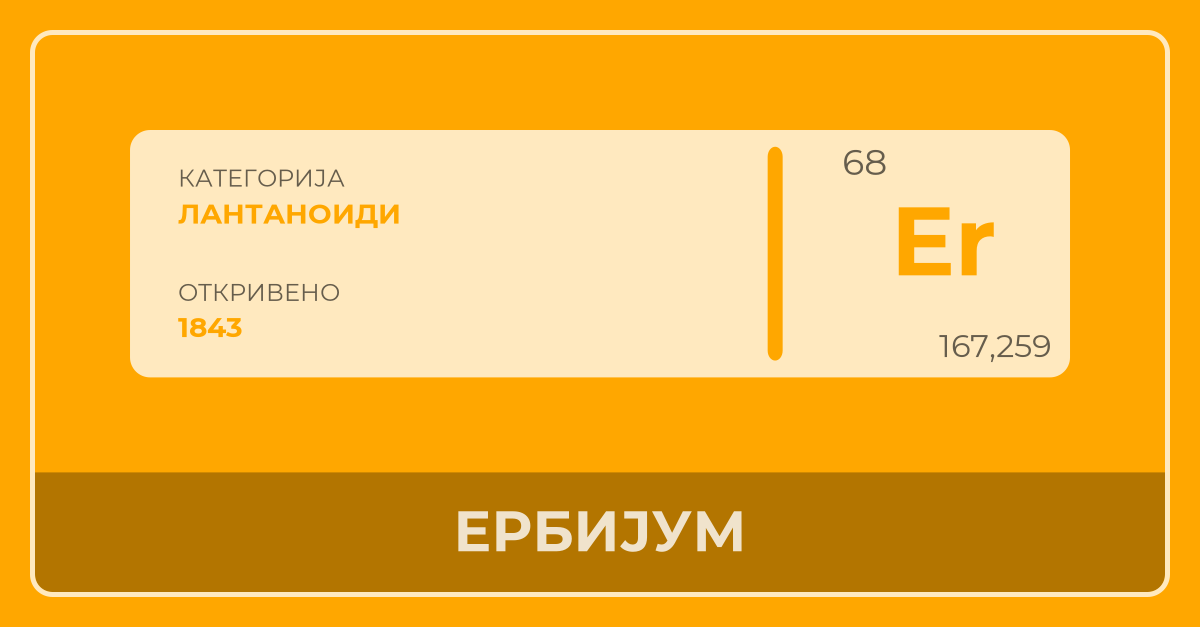 КАТЕГОРИЈА
ЛАНТАНОИДИ
ОТКРИВЕНО
1843
68
Er
167,259
ЕРБИЈУМ